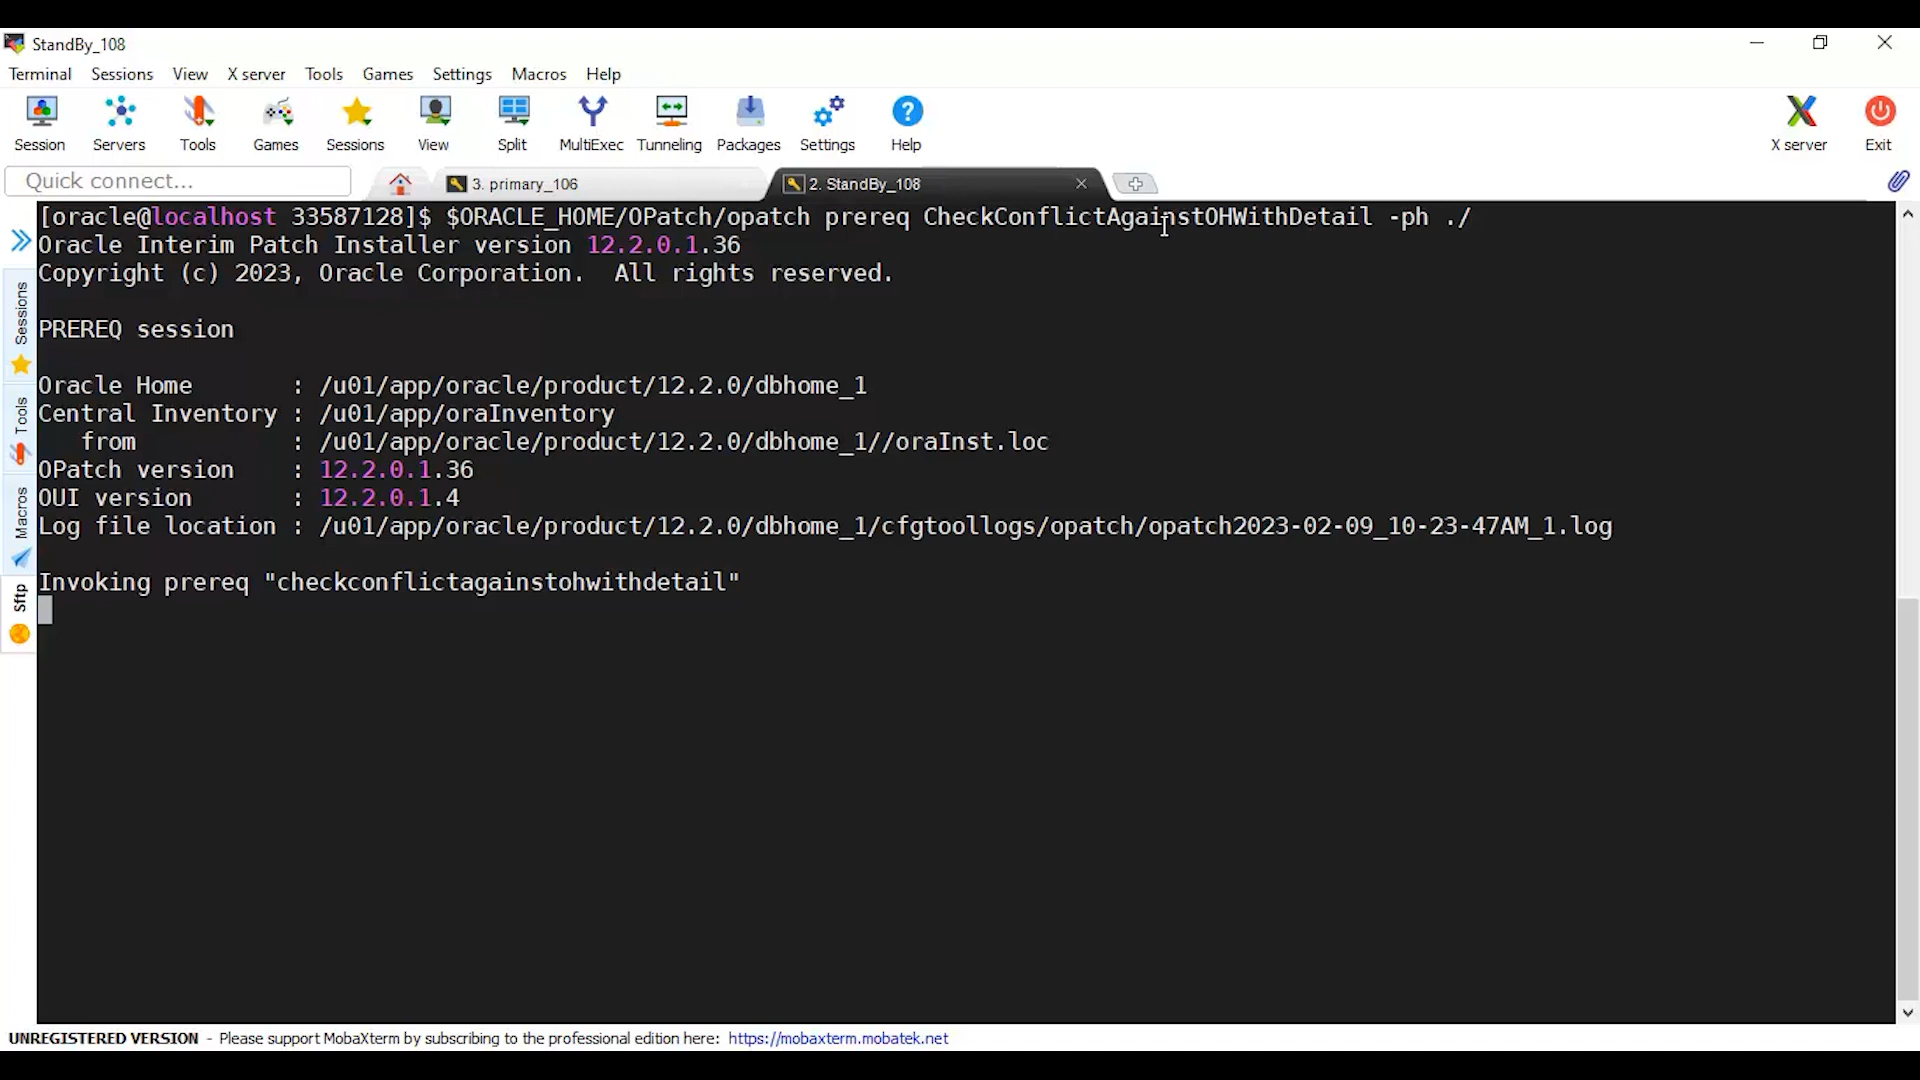 StandBy_108
Terminal Sessions View X server Tools Games Settings Macros Help
Session Servers Tools Games Sessions View Split MultiExec Tunneling Packages Settings Help X server Exit
Quick connect... 3. primary_106 2. StandBy_108
[oracle@localhost 33587128]$ $ORACLE_HOME/OPatch/opatch prereq CheckConflictAgainstOHWithDetail -ph ./
Oracle Interim Patch Installer version 12.2.0.1.36
Copyright (c) 2023, Oracle Corporation.  All rights reserved.
PREREQ session
Oracle Home       : /u01/app/oracle/product/12.2.0/dbhome_1
Central Inventory : /u01/app/oraInventory
   from           : /u01/app/oracle/product/12.2.0/dbhome_1//oraInst.loc
OPatch version    : 12.2.0.1.36
OUI version       : 12.2.0.1.4
Log file location : /u01/app/oracle/product/12.2.0/dbhome_1/cfgtoollogs/opatch/opatch2023-02-09_10-23-47AM_1.log
Invoking prereq "checkconflictagainstohwithdetail"
Sessions
Tools
Macros
Sftp
UNREGISTERED VERSION - Please support MobaXterm by subscribing to the professional edition here: https://mobaxterm.mobatek.net